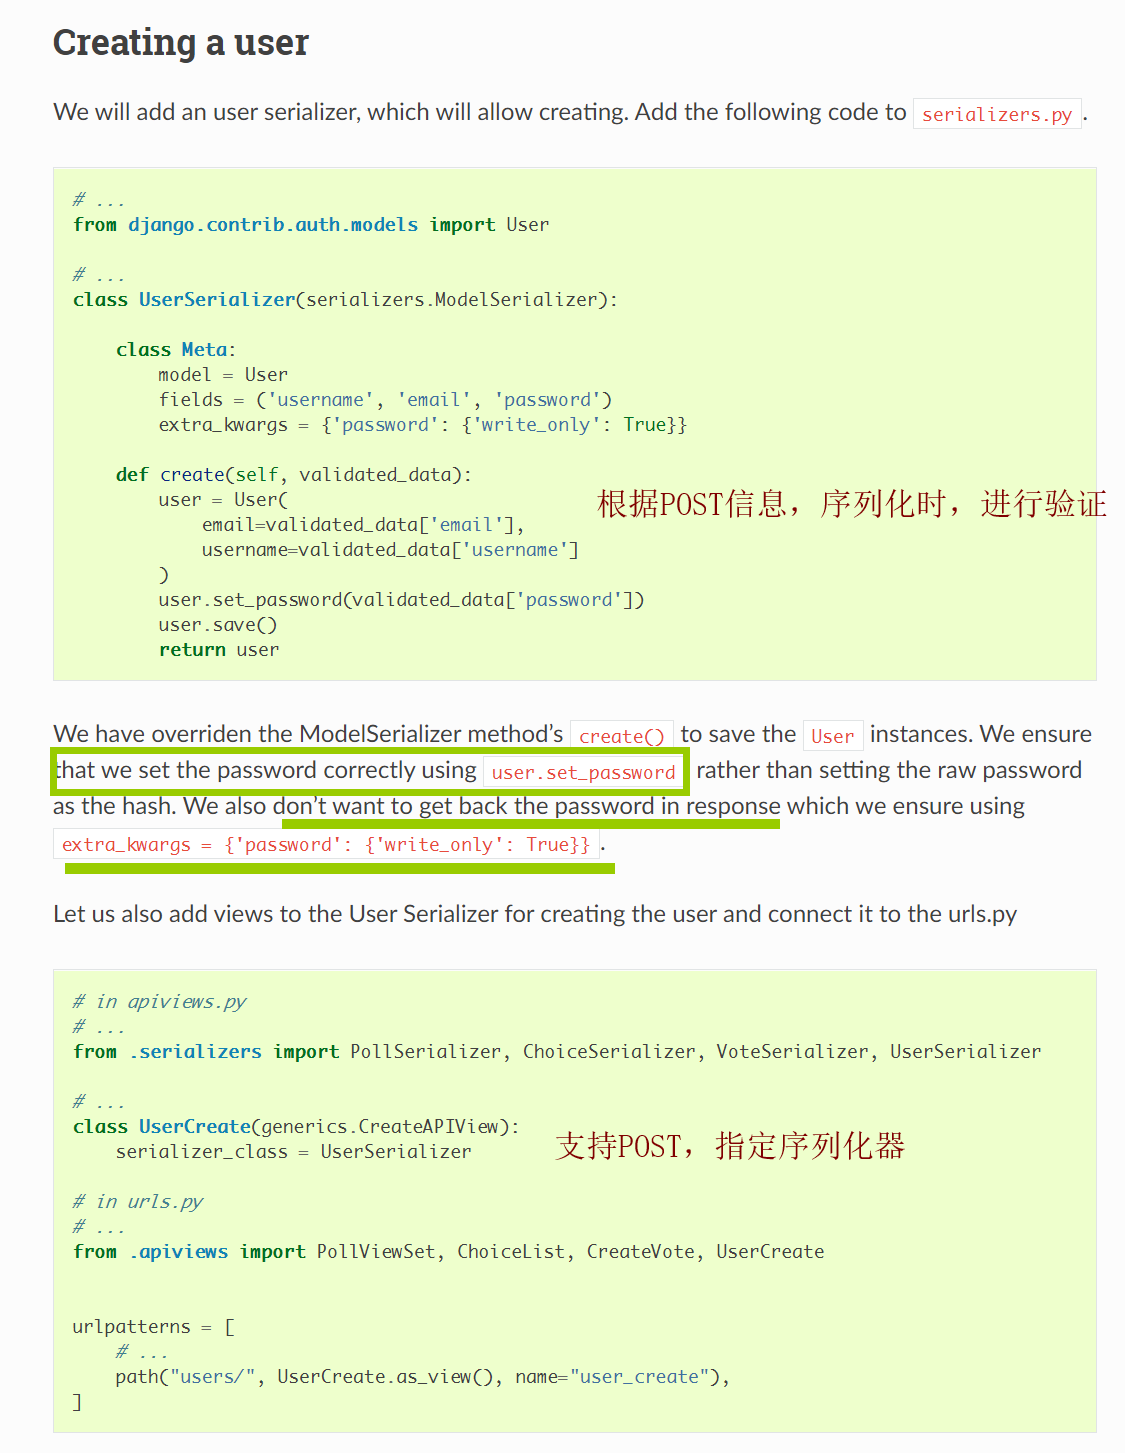 Creating a user
We will add an user serializer, which will allow creating. Add the following code to serializers.py .
# ...
from django.contrib.auth.models import User
# ...
class UserSerializer(serializers.ModelSerializer):
    class Meta:
        model = User
        fields = ('username', 'email', 'password')
        extra_kwargs = {'password': {'write_only': True}}
    def create(self, validated_data):
        user = User(
根据POST信息，序列化时，进行验证
            email=validated_data['email'],
            username=validated_data['username']
        )
        user.set_password(validated_data['password'])
        user.save()
        return user
We have overriden the ModelSerializer method’s create() to save the User instances. We ensure
that we set the password correctly using user.set_password rather than setting the raw password
as the hash. We also don’t want to get back the password in response which we ensure using
extra_kwargs = {'password': {'write_only': True}} .
Let us also add views to the User Serializer for creating the user and connect it to the urls.py
# in apiviews.py
# ...
from .serializers import PollSerializer, ChoiceSerializer, VoteSerializer, UserSerializer
# ...
class UserCreate(generics.CreateAPIView):
    serializer_class = UserSerializer
支持POST，指定序列化器
# in urls.py
# ...
from .apiviews import PollViewSet, ChoiceList, CreateVote, UserCreate
urlpatterns = [
    # ...
    path("users/", UserCreate.as_view(), name="user_create"),
]